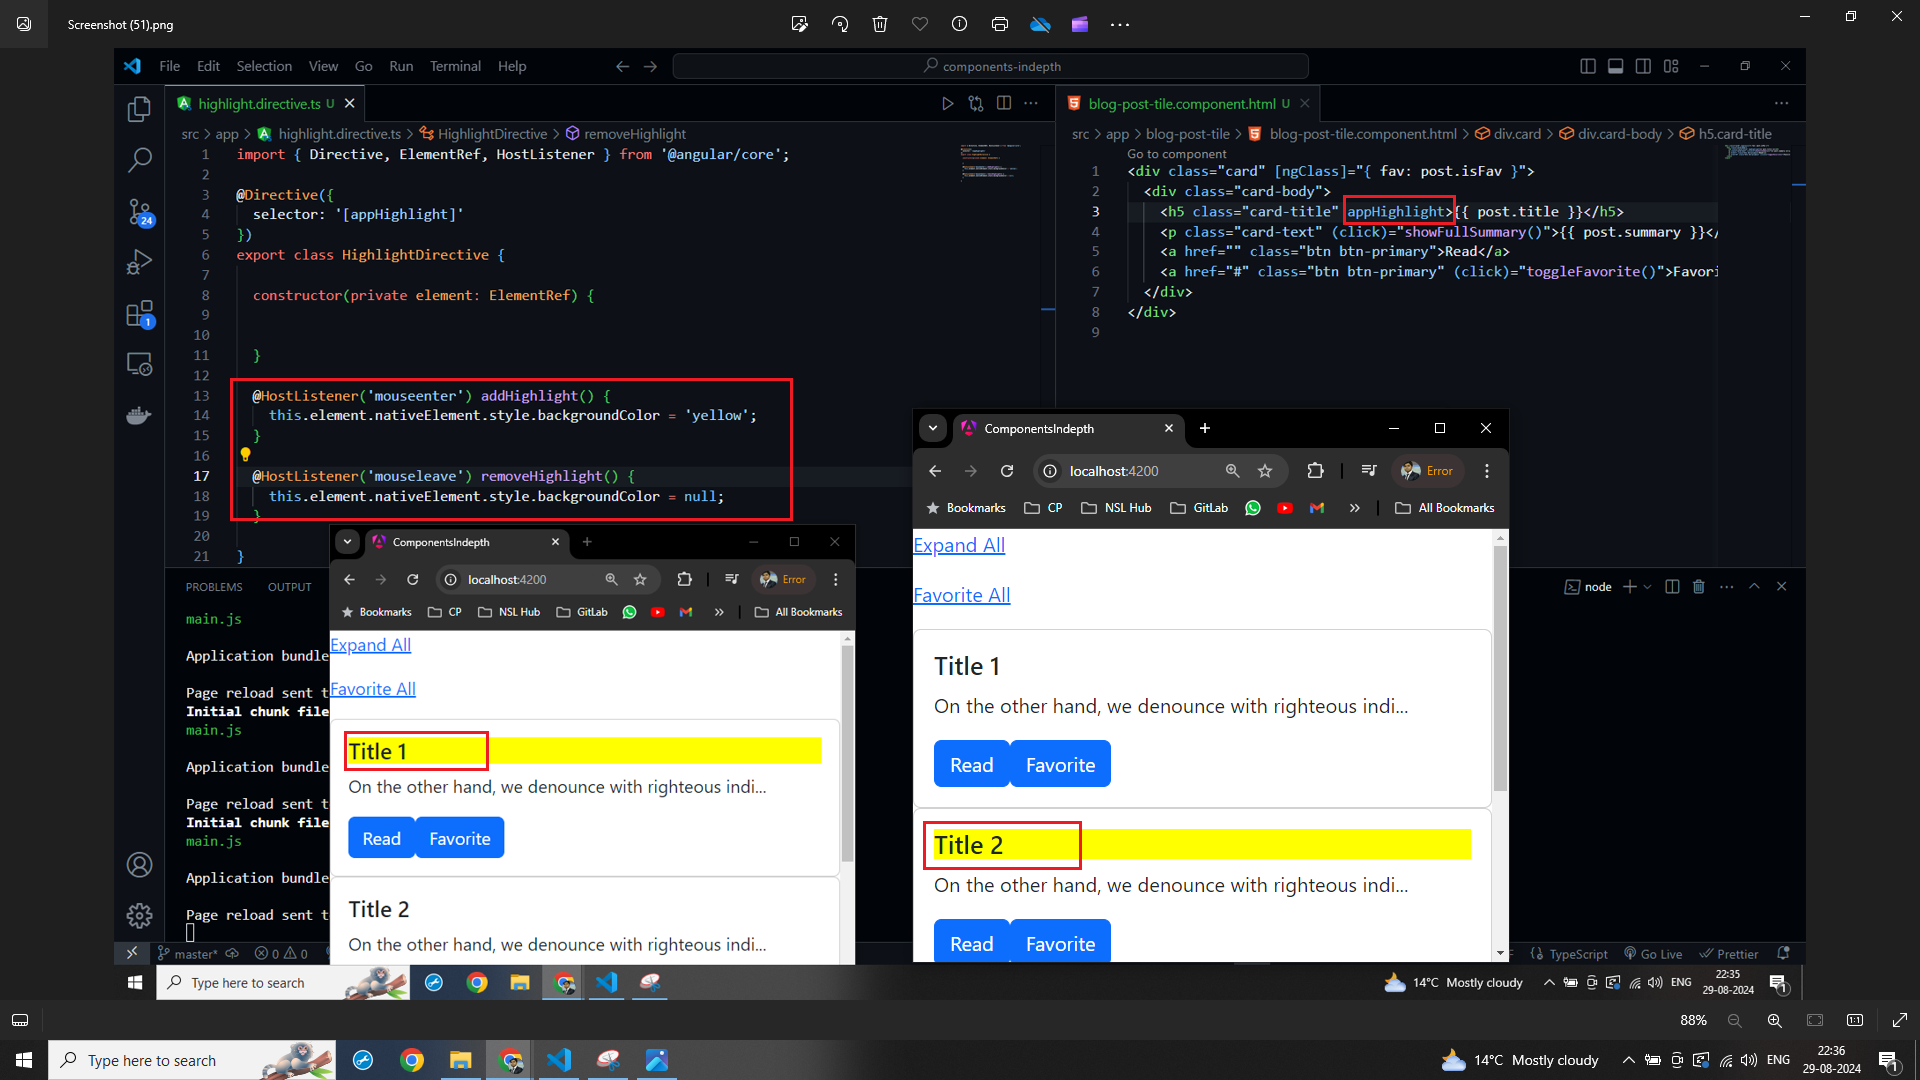 Screenshot (51).png
File Edit Selection View Go Run Terminal Help
components-indepth
highlight.directive.ts U
src > app > highlight.directive.ts > HighlightDirective > removeHighlight
1 import { Directive, ElementRef, HostListener } from '@angular/core';
2
3 @Directive({
4 selector: '[appHighlight]'
5 })
6 export class HighlightDirective {
7
8 constructor(private element: ElementRef) {
9
10
11 }
12
13 @HostListener('mouseenter') addHighlight() {
14 this.element.nativeElement.style.backgroundColor = 'yellow';
15 }
16
17 @HostListener('mouseleave') removeHighlight() {
18 this.element.nativeElement.style.backgroundColor = null;
19 }
20
21 }
blog-post-tile.component.html U
src > app > blog-post-tile > blog-post-tile.component.html > div.card > div.card-body > h5.card-title
Go to component
1 <div class="card" [ngClass]="{ fav: post.isFav }">
2 <div class="card-body">
3 <h5 class="card-title" appHighlight>{{ post.title }}</h5>
4 <p class="card-text" (click)="showFullSummary()">{{ post.summary }}</
5 <a href="" class="btn btn-primary">Read</a>
6 <a href="#" class="btn btn-primary" (click)="toggleFavorite()">Favori
7 </div>
8 </div>
9
24
1
PROBLEMS OUTPUT
node
main.js
Application bundle
Page reload sent t
Initial chunk file
main.js
Application bundle
Page reload sent t
Initial chunk file
main.js
Application bundle
Page reload sent t
ComponentsIndepth
localhost:4200
Error
Bookmarks CP NSL Hub GitLab » All Bookmarks
Expand All
Favorite All
Title 1
On the other hand, we denounce with righteous indi...
Read Favorite
Title 2
On the other hand, we denounce with righteous indi...
ComponentsIndepth
localhost:4200
Error
Bookmarks CP NSL Hub GitLab » All Bookmarks
Expand All
Favorite All
Title 1
On the other hand, we denounce with righteous indi...
Read Favorite
Title 2
On the other hand, we denounce with righteous indi...
Read Favorite
master* 0 0
TypeScript Go Live Prettier
Type here to search
14°C Mostly cloudy ENG 22:35
29-08-2024
1
88%
1:1
Type here to search
14°C Mostly cloudy ENG 22:36
29-08-2024
1